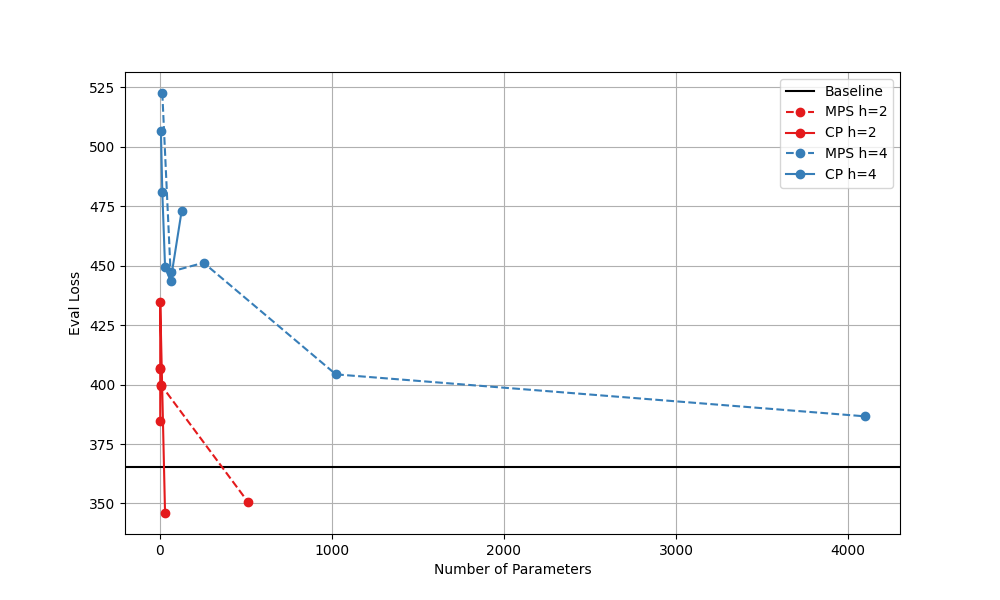 525
500
475
450
425
400
375
350
Eval Loss
0
1000
2000
3000
4000
Number of Parameters
Baseline
MPS h=2
CP h=2
MPS h=4
CP h=4